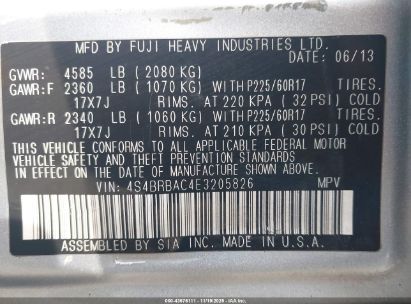 MFD BY FUJI HEAVY INDUSTRIES LTD.
DATE: 06/13
GVWR: 4585 LB (2080 KG)
GAWR:F 2360 LB (1070 KG) WITH P225/60R17 TIRES.
17X7J RIMS. AT 220 KPA (32 PSI) COLD
GAWR:R 2340 LB (1060 KG) WITH P225/60R17 TIRES.
17X7J RIMS. AT 210 KPA (30 PSI) COLD
THIS VEHICLE CONFORMS TO ALL APPLICABLE FEDERAL MOTOR
VEHICLE SAFETY AND THEFT PREVENTION STANDARDS
IN EFFECT ON THE DATE OF MANUFACTURE SHOWN ABOVE.
VIN: 4S4BRBAC4E3205826 MPV
ASSEMBLED BY SIA INC. MADE IN U.S.A.